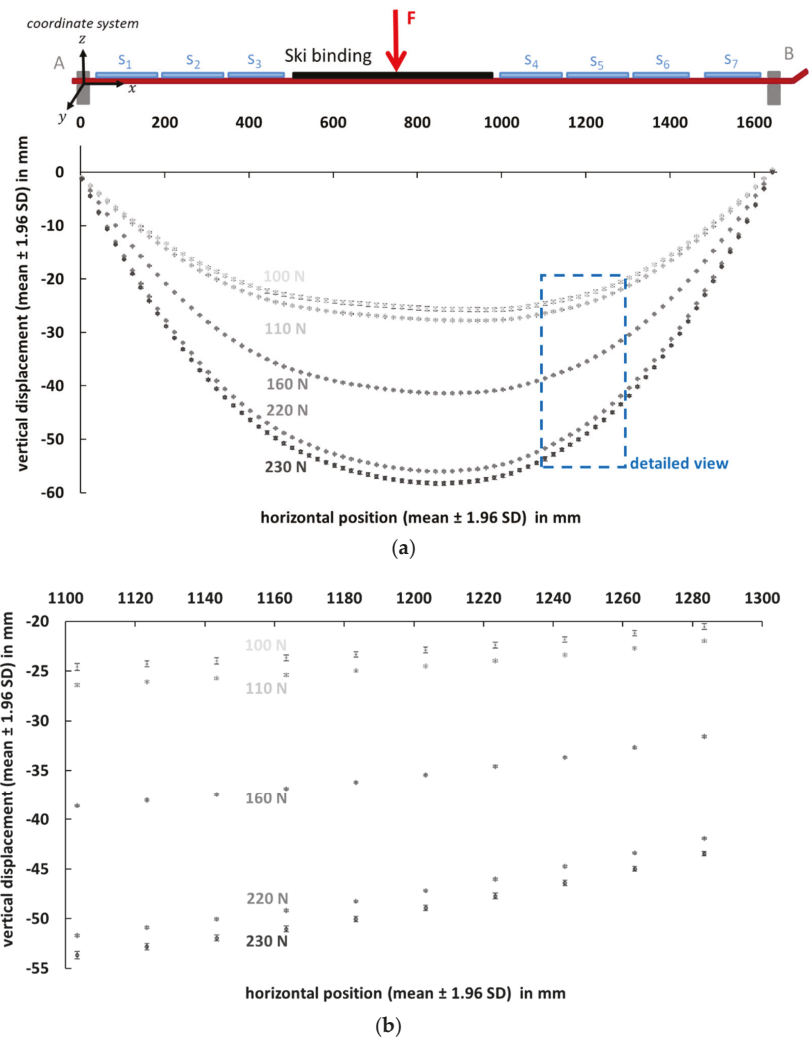 coordinate system
z
F
A
B
Ski binding
s1
s2
s3
s4
s5
s6
s7
x
y
0 200 400 600 800 1000 1200 1400 1600
vertical displacement (mean ± 1.96 SD) in mm
0
-10
-20
-30
-40
-50
-60
100 N
110 N
160 N
220 N
230 N
detailed view
horizontal position (mean ± 1.96 SD) in mm
(a)
1100 1120 1140 1160 1180 1200 1220 1240 1260 1280 1300
vertical displacement (mean ± 1.96 SD) in mm
-20
-25
-30
-35
-40
-45
-50
-55
100 N
110 N
160 N
220 N
230 N
horizontal position (mean ± 1.96 SD) in mm
(b)